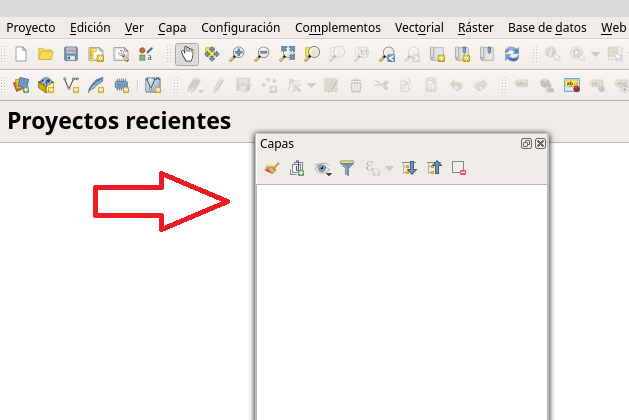 Proyecto Edición Ver Capa Configuración Complementos Vectorial Ráster Base de datos Web
Proyectos recientes
Capas